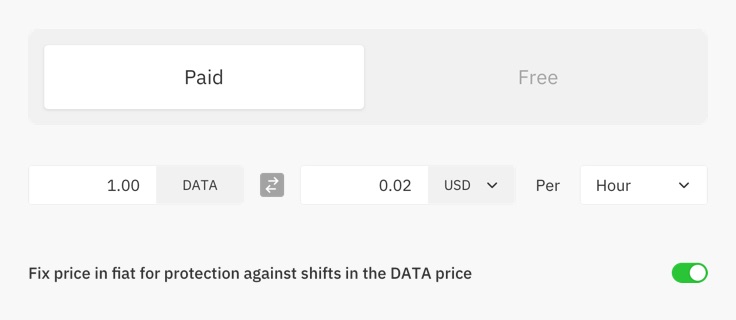 Paid Free
1.00 DATA 0.02 USD Per Hour
Fix price in fiat for protection against shifts in the DATA price